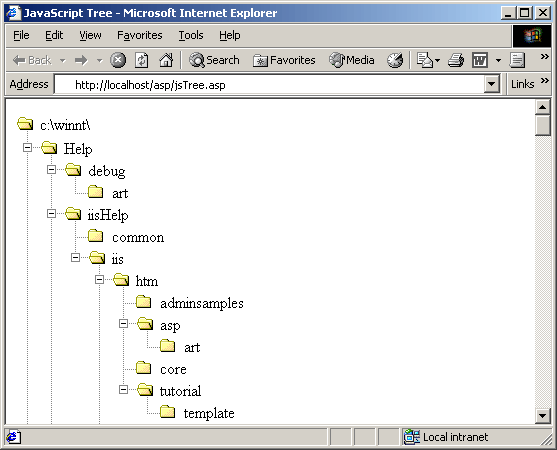 JavaScript Tree - Microsoft Internet Explorer
File Edit View Favorites Tools Help
Back Search Favorites Media »
Address http://localhost/asp/jsTree.asp Links »
c:\winnt\
Help
debug
art
iisHelp
common
iis
htm
adminsamples
asp
art
core
tutorial
template
Local intranet